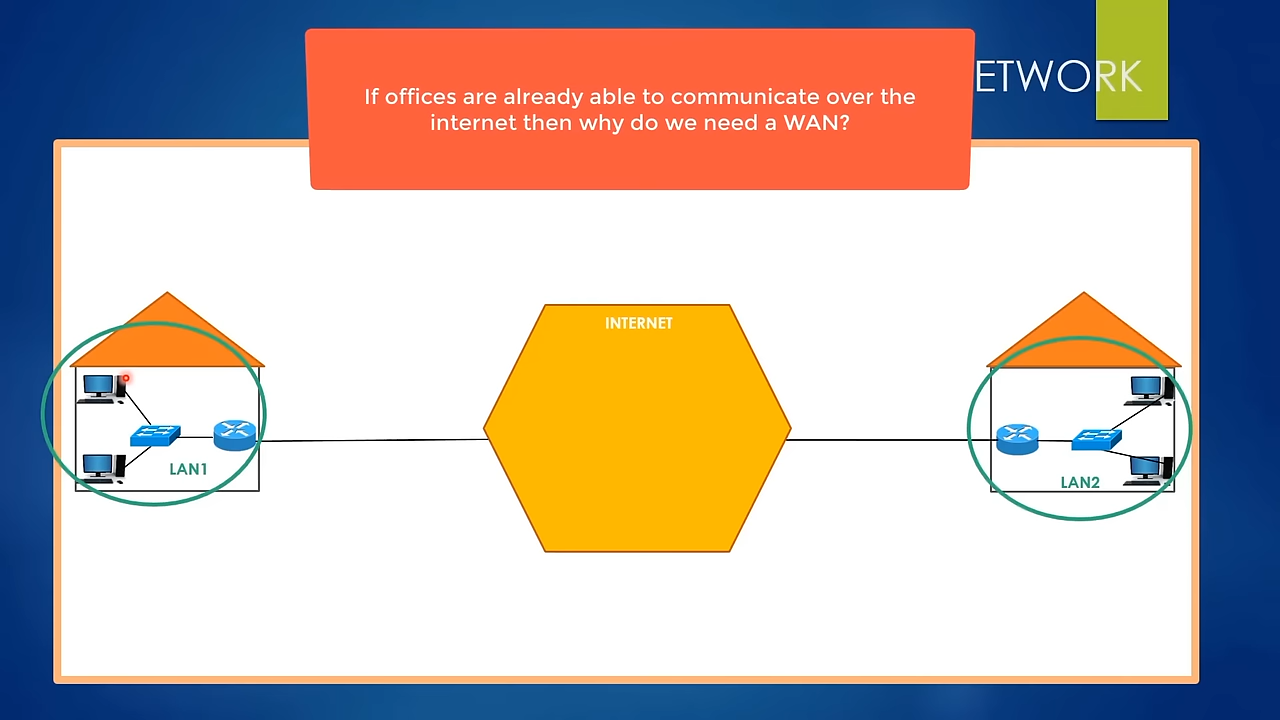 If offices are already able to communicate over the
internet then why do we need a WAN?
ETWORK
INTERNET
LAN1
LAN2